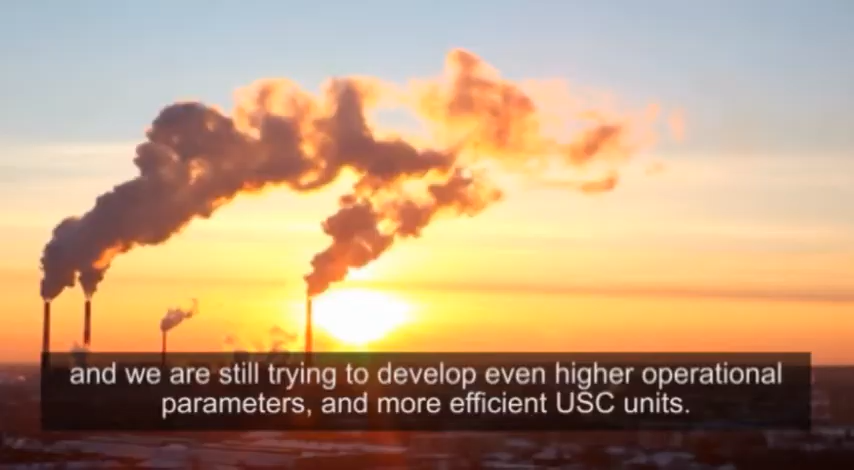 and we are still trying to develop even higher operational
parameters, and more efficient USC units.